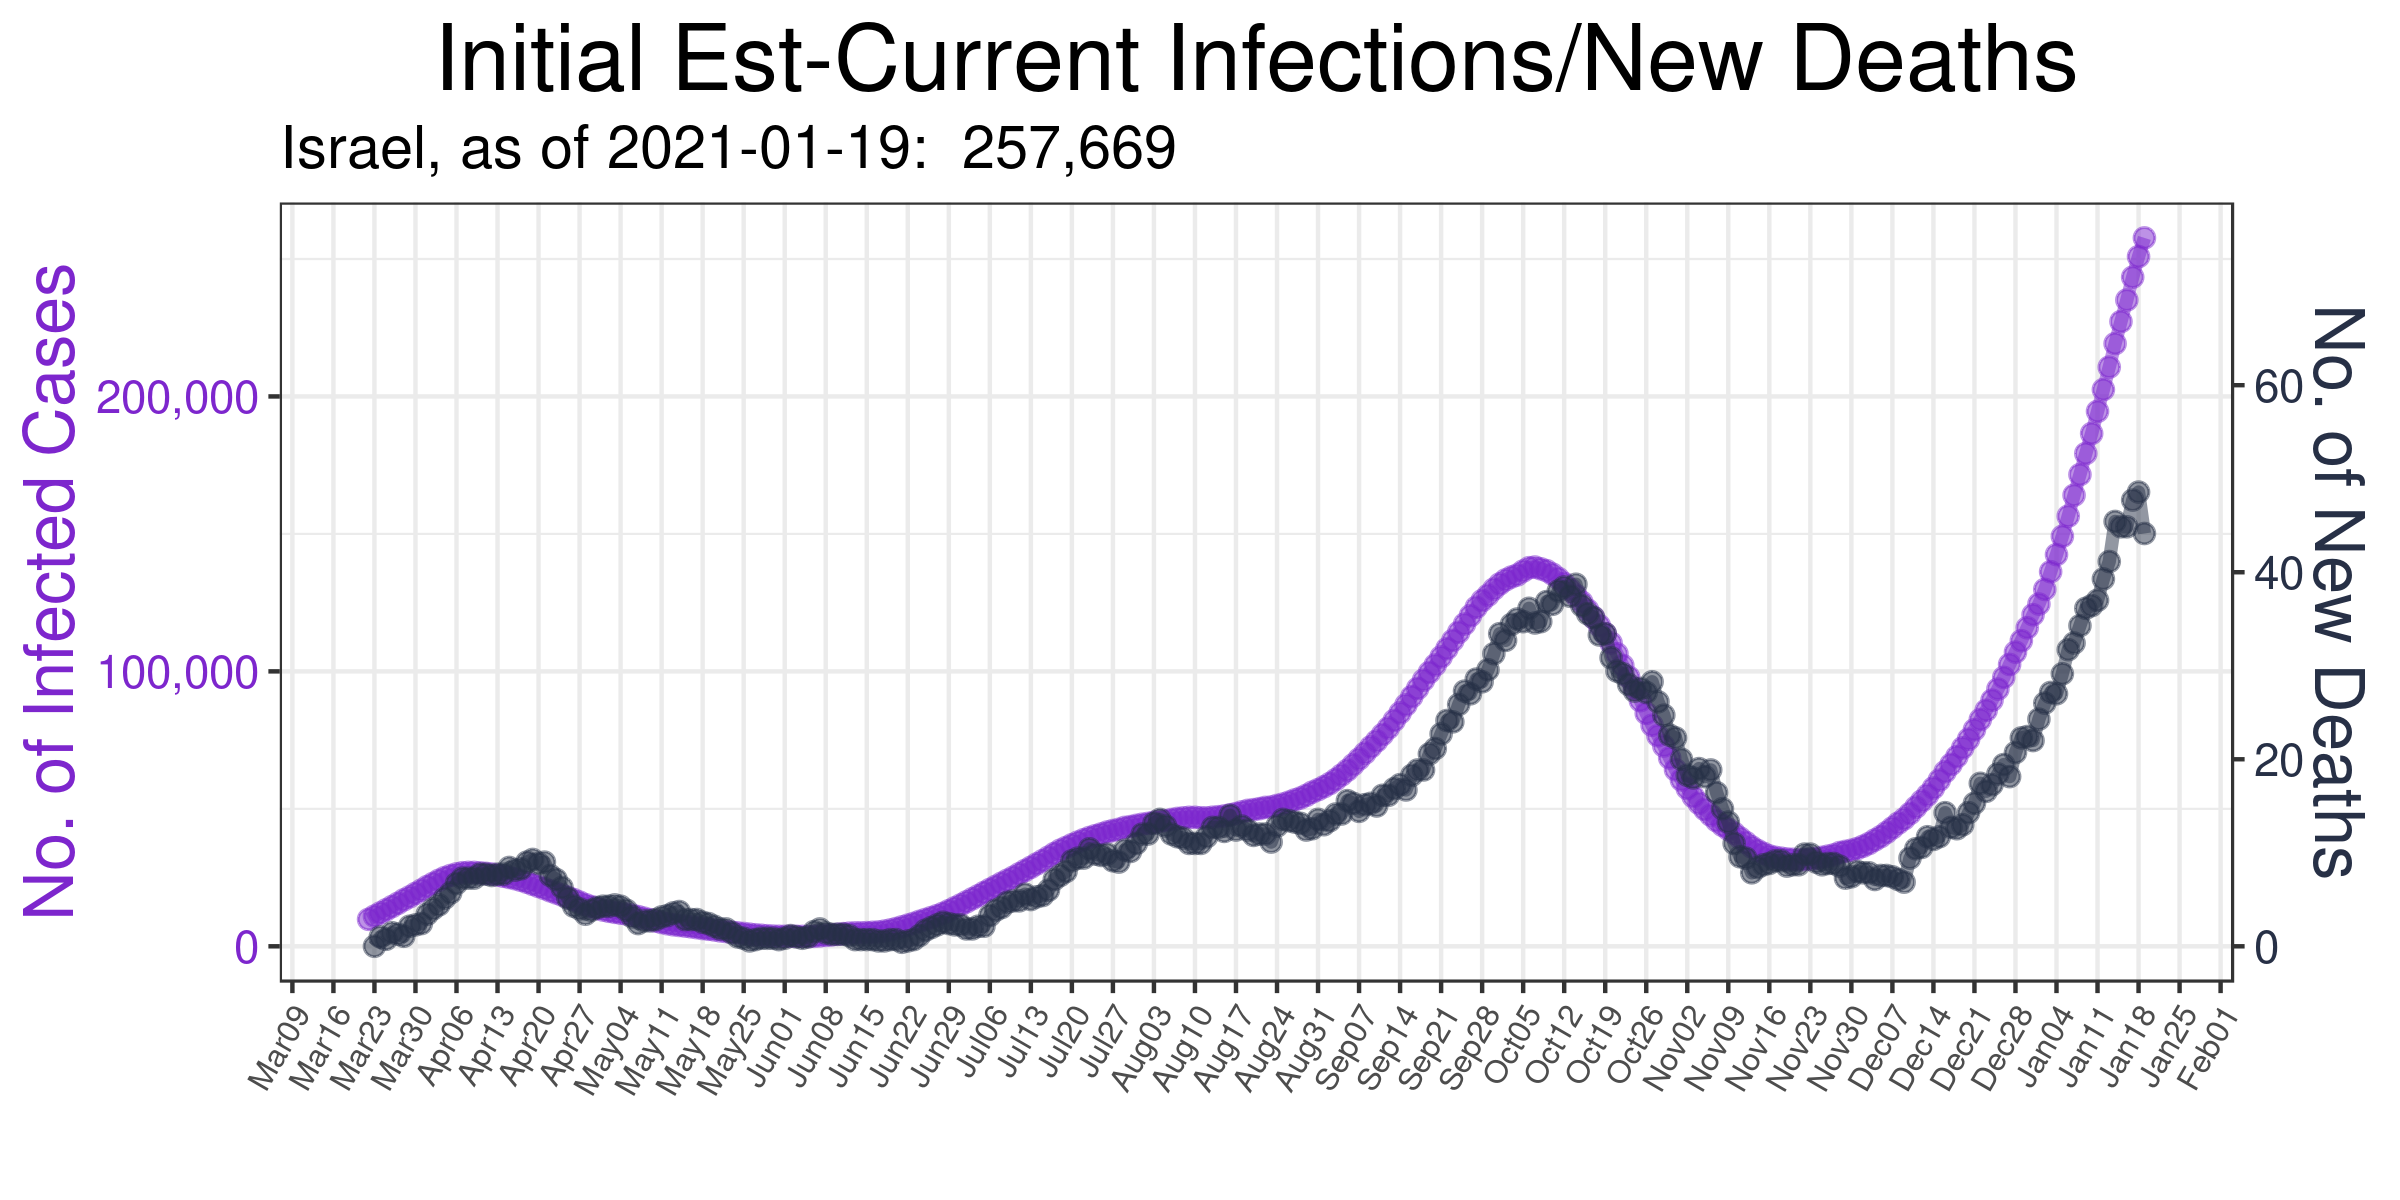 Initial Est-Current Infections/New Deaths
Israel, as of 2021-01-19:  257,669
No. of Infected Cases
200,000
100,000
0
No. of New Deaths
60
40
20
0
Mar09
Mar16
Mar23
Mar30
Apr06
Apr13
Apr20
Apr27
May04
May11
May18
May25
Jun01
Jun08
Jun15
Jun22
Jun29
Jul06
Jul13
Jul20
Jul27
Aug03
Aug10
Aug17
Aug24
Aug31
Sep07
Sep14
Sep21
Sep28
Oct05
Oct12
Oct19
Oct26
Nov02
Nov09
Nov16
Nov23
Nov30
Dec07
Dec14
Dec21
Dec28
Jan04
Jan11
Jan18
Jan25
Feb01